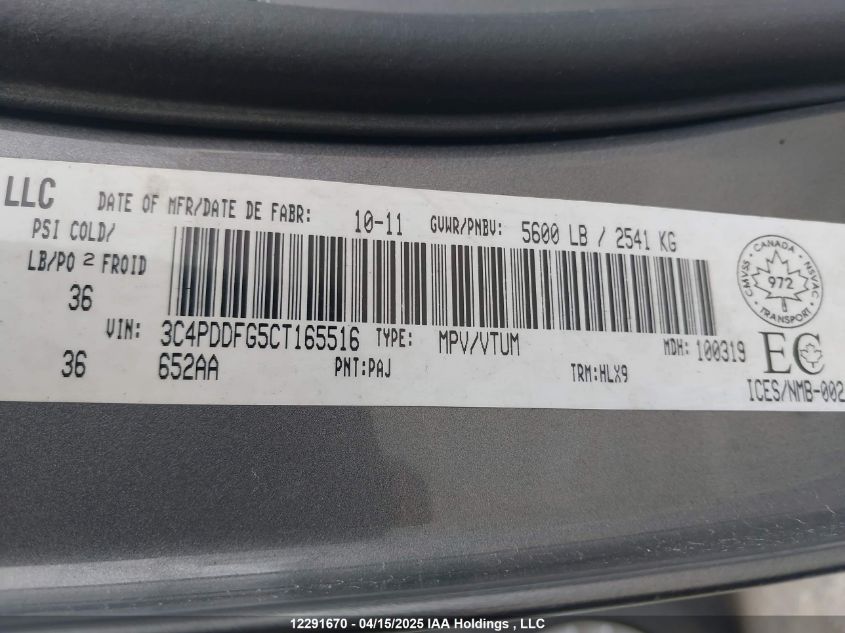 LLC DATE OF MFR/DATE DE FABR: 10-11 GVWR/PNBV: 5600 LB / 2541 KG
PSI COLD/
LB/PO 2 FROID
36
VIN: 3C4PDDFG5CT165516 TYPE: MPV/VTUM MDH: 100319
36 652AA PNT:PAJ TRM:HLX9
CANADA
CMVSS NSVAC
972
TRANSPORT
EC
ICES/NMB-002
12291670 - 04/15/2025 IAA Holdings , LLC